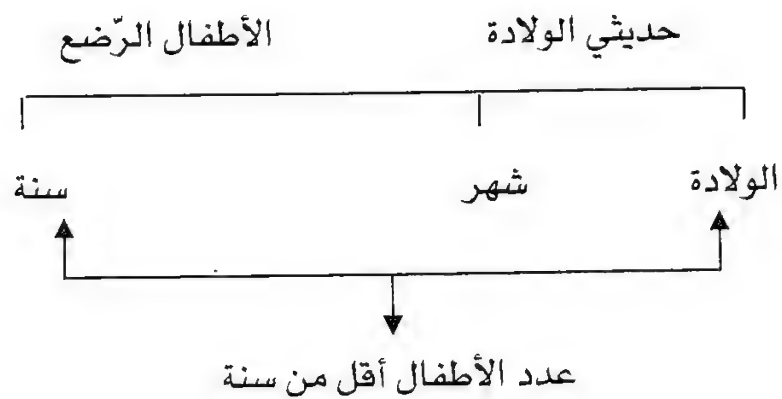 حديثي الولادة الأطفال الرّضع
الولادة شهر سنة
عدد الأطفال أقل من سنة